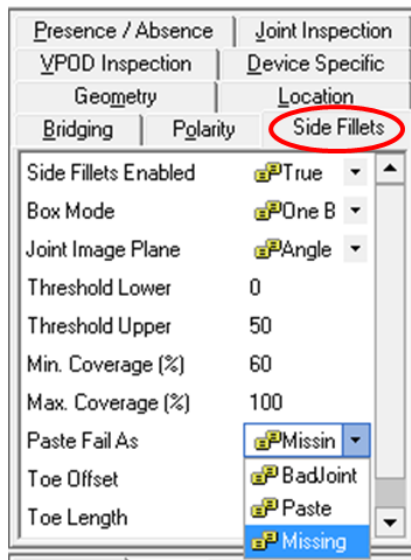 Presence / Absence Joint Inspection
VPOD Inspection Device Specific
Geometry Location
Bridging Polarity Side Fillets
Side Fillets Enabled True
Box Mode One B
Joint Image Plane Angle
Threshold Lower 0
Threshold Upper 50
Min. Coverage (%) 60
Max. Coverage (%) 100
Paste Fail As Missin
Toe Offset BadJoint
Paste
Toe Length Missing